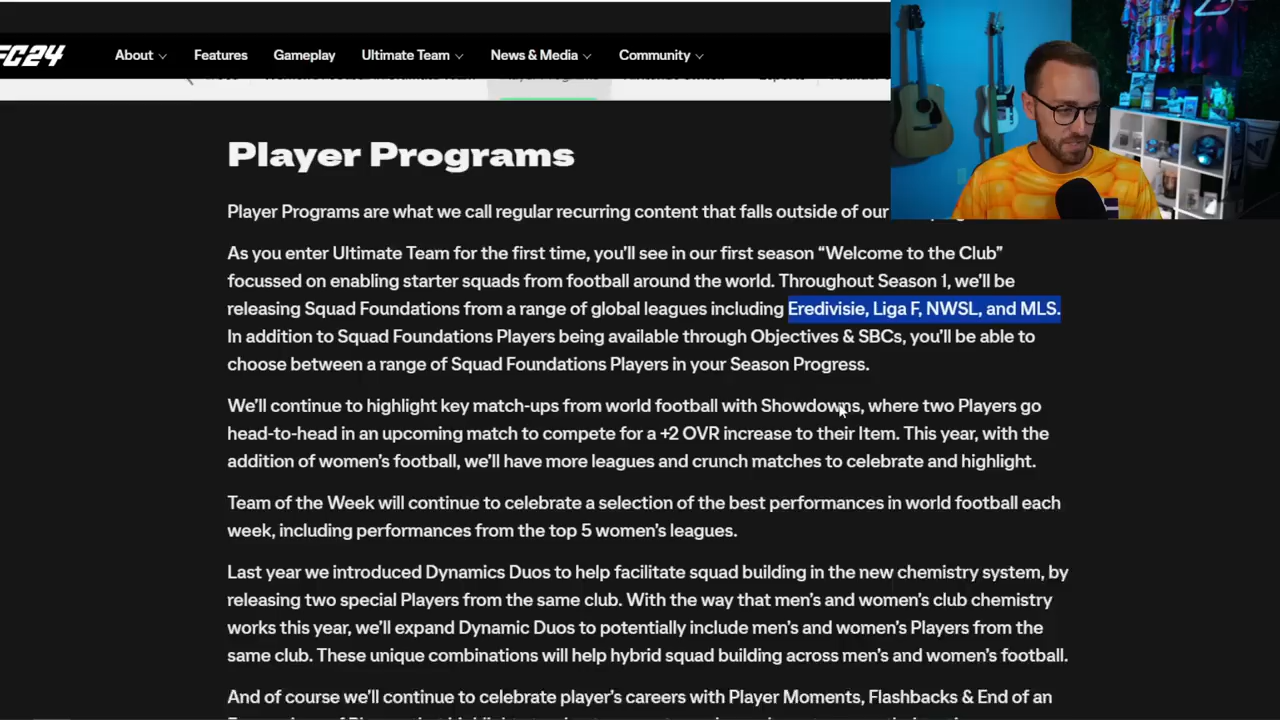 FC24
About
Features
Gameplay
Ultimate Team
News & Media
Community
Player Programs
Player Programs are what we call regular recurring content that falls outside of our
As you enter Ultimate Team for the first time, you'll see in our first season “Welcome to the Club”
focussed on enabling starter squads from football around the world. Throughout Season 1, we'll be
releasing Squad Foundations from a range of global leagues including Eredivisie, Liga F, NWSL, and MLS.
In addition to Squad Foundations Players being available through Objectives & SBCs, you'll be able to
choose between a range of Squad Foundations Players in your Season Progress.
We'll continue to highlight key match-ups from world football with Showdowns, where two Players go
head-to-head in an upcoming match to compete for a +2 OVR increase to their Item. This year, with the
addition of women's football, we'll have more leagues and crunch matches to celebrate and highlight.
Team of the Week will continue to celebrate a selection of the best performances in world football each
week, including performances from the top 5 women's leagues.
Last year we introduced Dynamics Duos to help facilitate squad building in the new chemistry system, by
releasing two special Players from the same club. With the way that men's and women's club chemistry
works this year, we'll expand Dynamic Duos to potentially include men's and women's Players from the
same club. These unique combinations will help hybrid squad building across men's and women's football.
And of course we'll continue to celebrate player's careers with Player Moments, Flashbacks & End of an